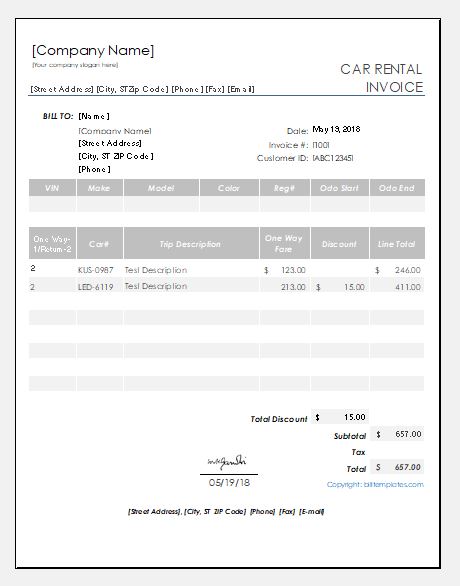 [Company Name]
[Your company slogan here]
CAR RENTAL
INVOICE
[Street Address] [City, ST Zip Code] [Phone] [Fax] [Email]
BILL TO: [Name]
[Company Name]
[Street Address]
[City, ST ZIP Code]
[Phone]
Date: May 19, 2018
Invoice #: [100]
Customer ID: [ABC12345]
VIN Make Model Color Reg# Odo Start Odo End
One Way-1/Return-2 Car# Trip Description One Way Fare Discount Line Total
2 KUS-0987 Test Description $ 123.00 $ 246.00
2 LED-6119 Test Description 213.00 $ 15.00 411.00
Total Discount $ 15.00
Subtotal $ 657.00
Tax
Total $ 657.00
05/19/18
Copyright: billtemplates.com
[Street Address], [City, ST ZIP Code] [Phone] [Fax] [E-mail]